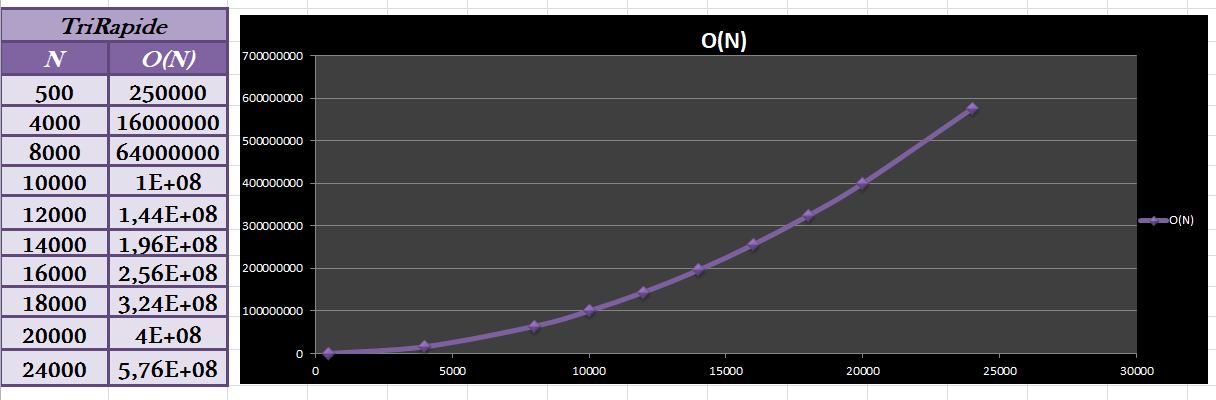 TriRapide
N O(N)
500 250000
4000 16000000
8000 64000000
10000 1E+08
12000 1,44E+08
14000 1,96E+08
16000 2,56E+08
18000 3,24E+08
20000 4E+08
24000 5,76E+08
O(N)
700000000
600000000
500000000
400000000
300000000
200000000
100000000
0
0 5000 10000 15000 20000 25000 30000
O(N)